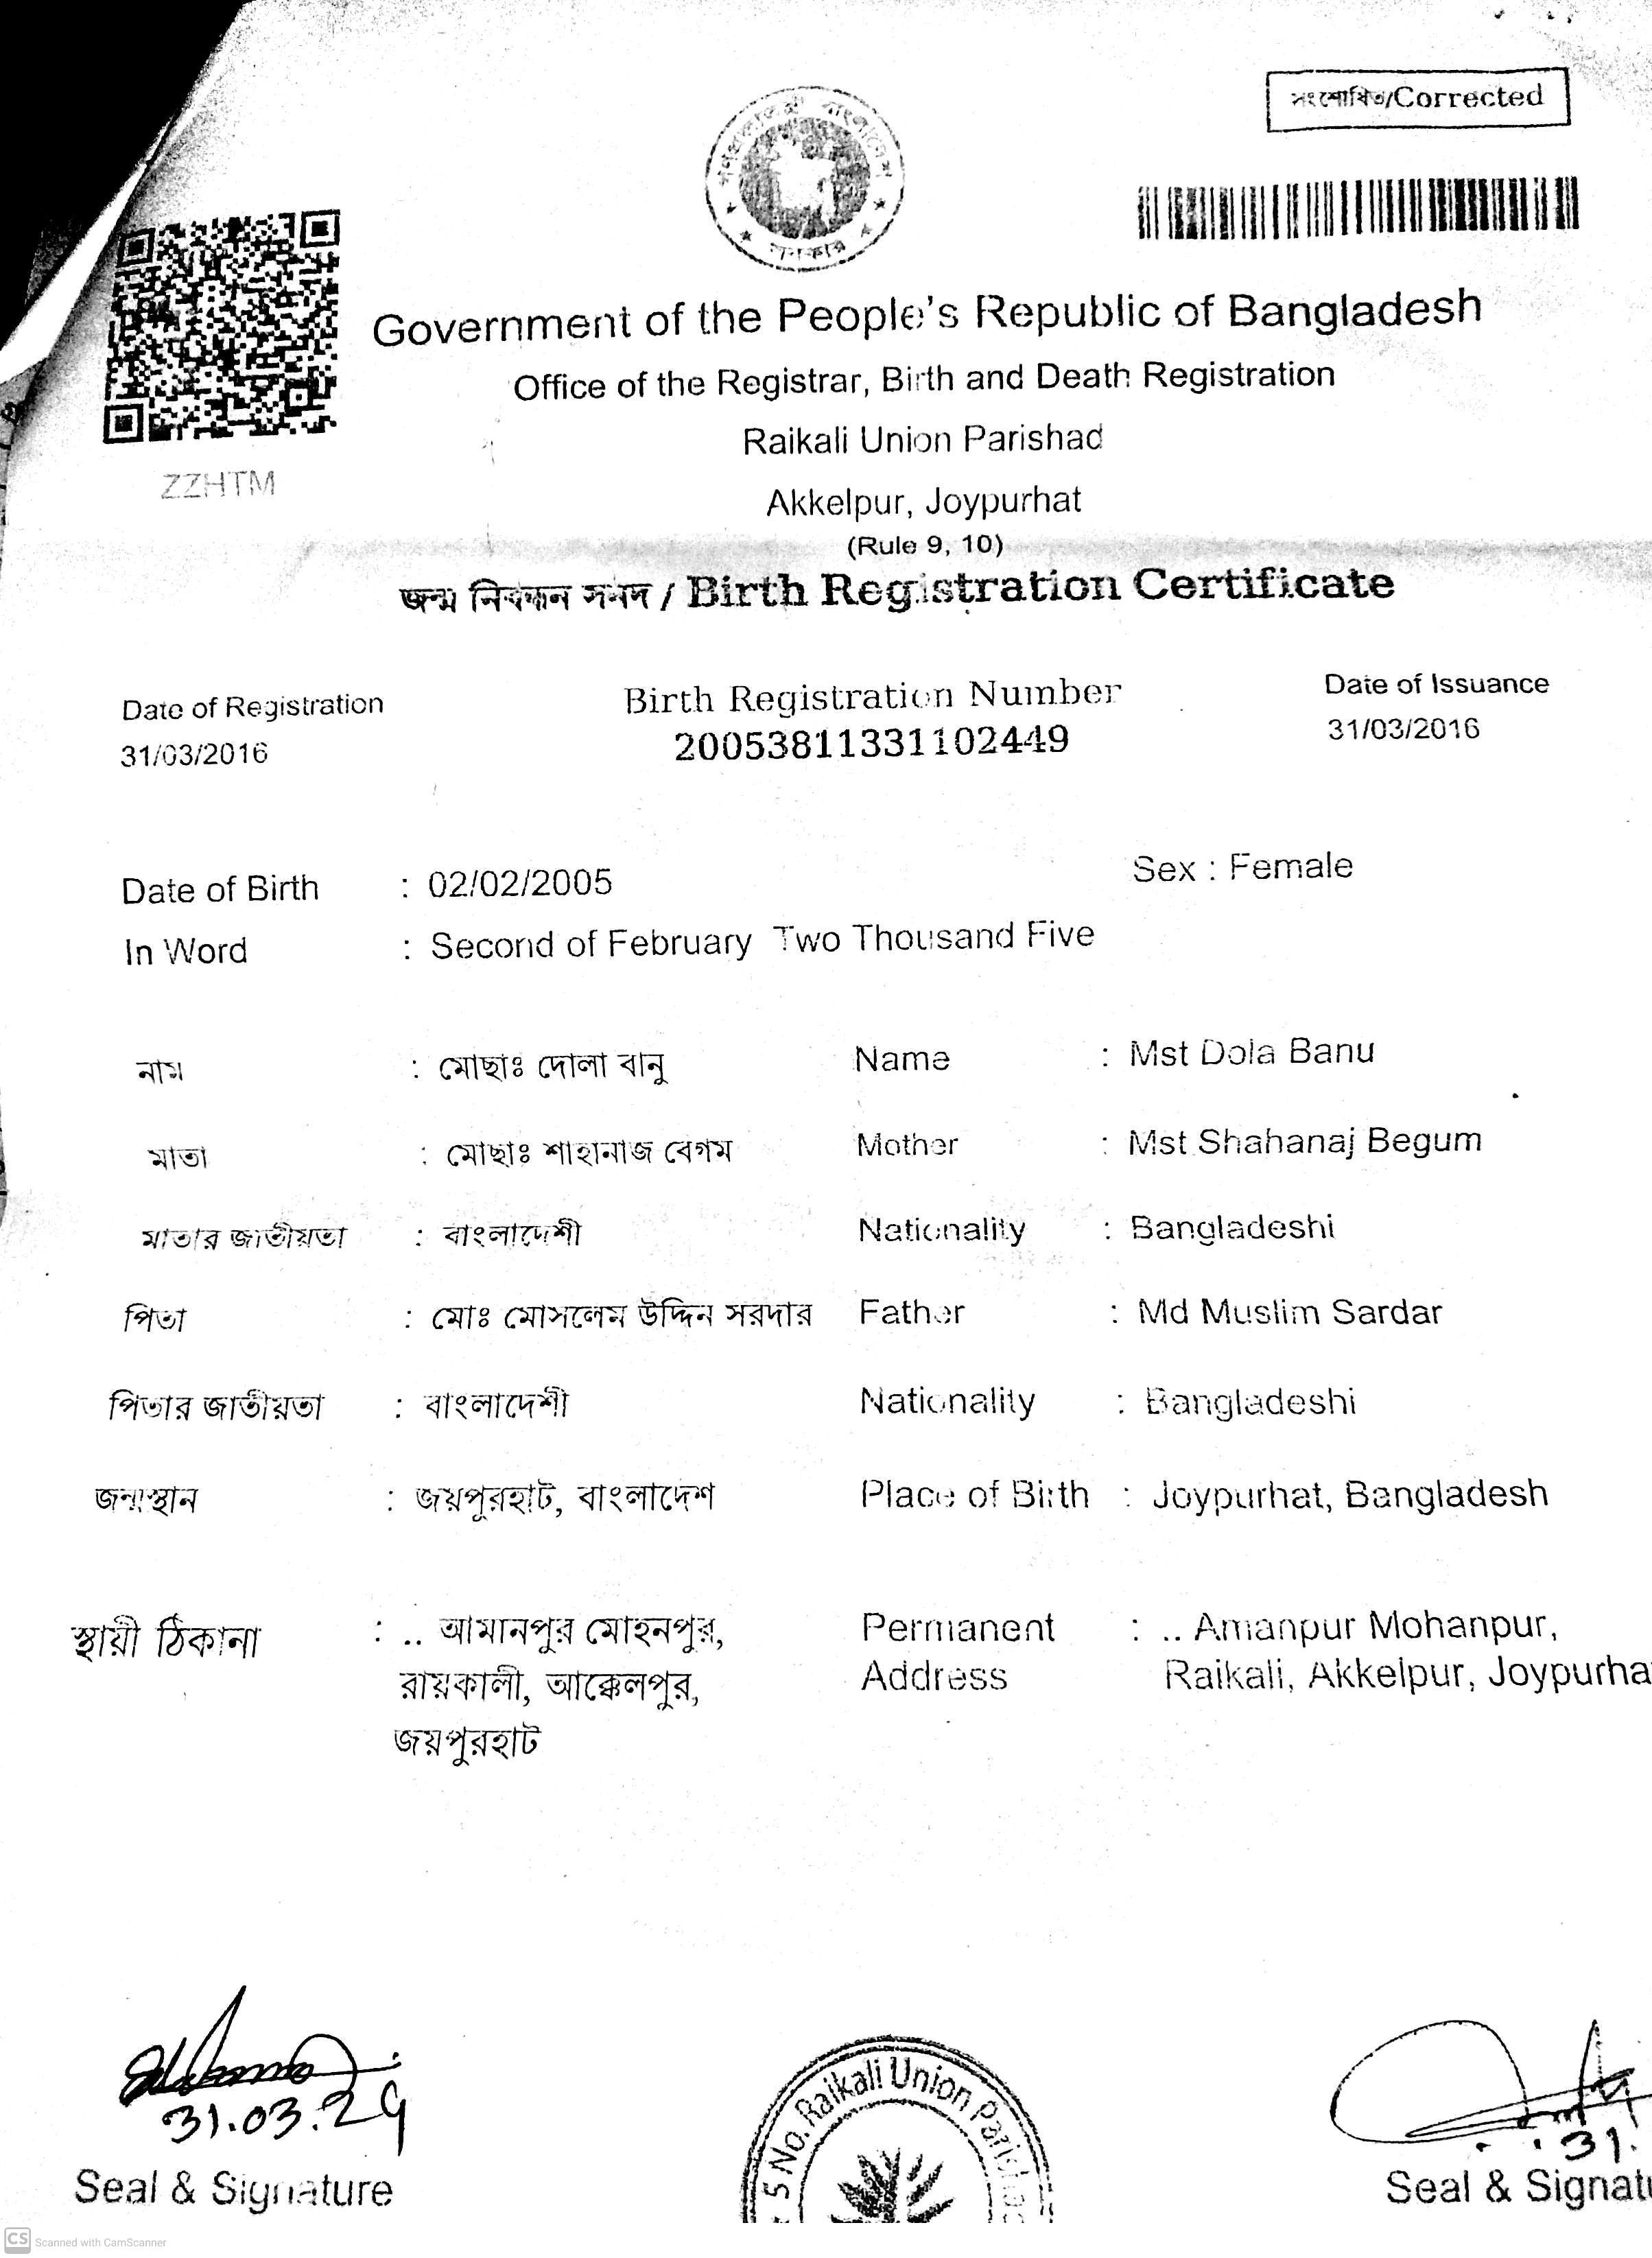 সংশোধিত/Corrected
গণপ্রজাতন্ত্রী বাংলাদেশ
সরকার
Government of the People's Republic of Bangladesh
Office of the Registrar, Birth and Death Registration
Raikali Union Parishad
ZZHTM
Akkelpur, Joypurhat
(Rule 9, 10)
জন্ম নিবন্ধন সনদ / Birth Registration Certificate
Date of Registration Birth Registration Number Date of Issuance
31/03/2016 20053811331102449 31/03/2016
Date of Birth : 02/02/2005 Sex : Female
In Word : Second of February Two Thousand Five
নাম : মোছাঃ দোলা বানু Name : Mst Dola Banu
মাতা : মোছাঃ শাহানাজ বেগম Mother : Mst Shahanaj Begum
মাতার জাতীয়তা : বাংলাদেশী Nationality : Bangladeshi
পিতা : মোঃ মোসলেম উদ্দিন সরদার Father : Md Muslim Sardar
পিতার জাতীয়তা : বাংলাদেশী Nationality : Bangladeshi
জন্মস্থান : জয়পুরহাট, বাংলাদেশ Place of Birth : Joypurhat, Bangladesh
স্থায়ী ঠিকানা : .. আমানপুর মোহনপুর, Permanent : .. Amanpur Mohanpur,
রায়কালী, আক্কেলপুর, Address Raikali, Akkelpur, Joypurha
জয়পুরহাট
31.03.29
5 No. Raikali Union Parishad
31.
Seal & Signature Seal & Signatu
CS Scanned with CamScanner